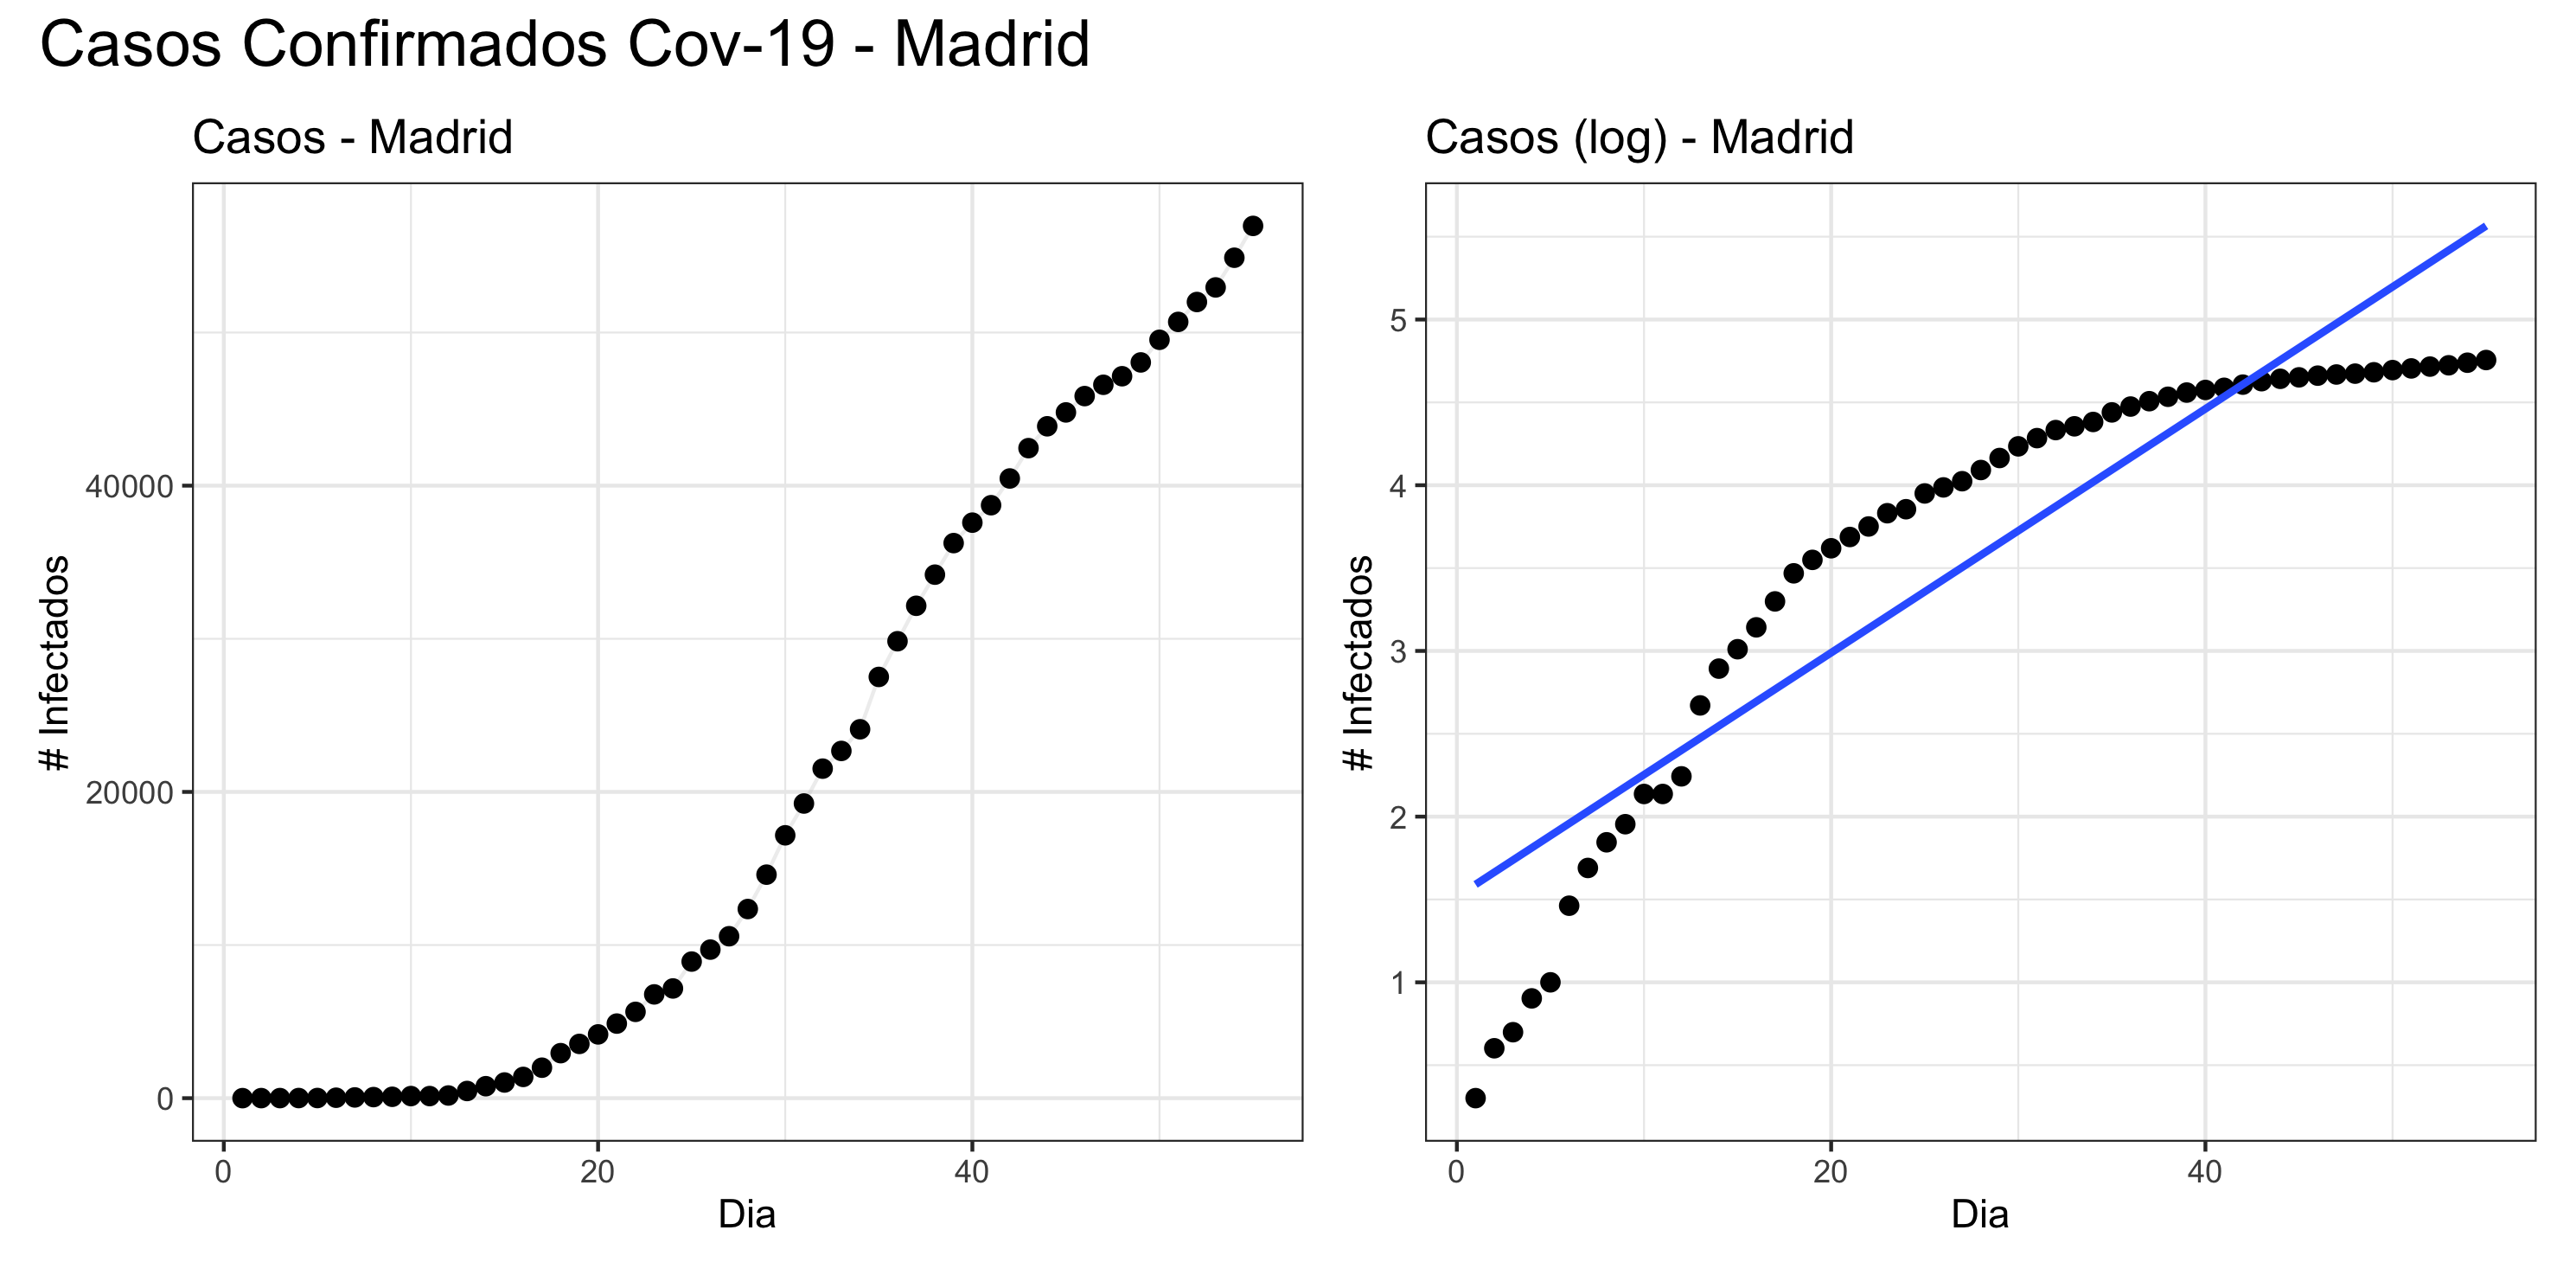 Casos Confirmados Cov-19 - Madrid
Casos - Madrid
# Infectados
40000
20000
0
0 20 40
Dia
Casos (log) - Madrid
# Infectados
5
4
3
2
1
0 20 40
Dia